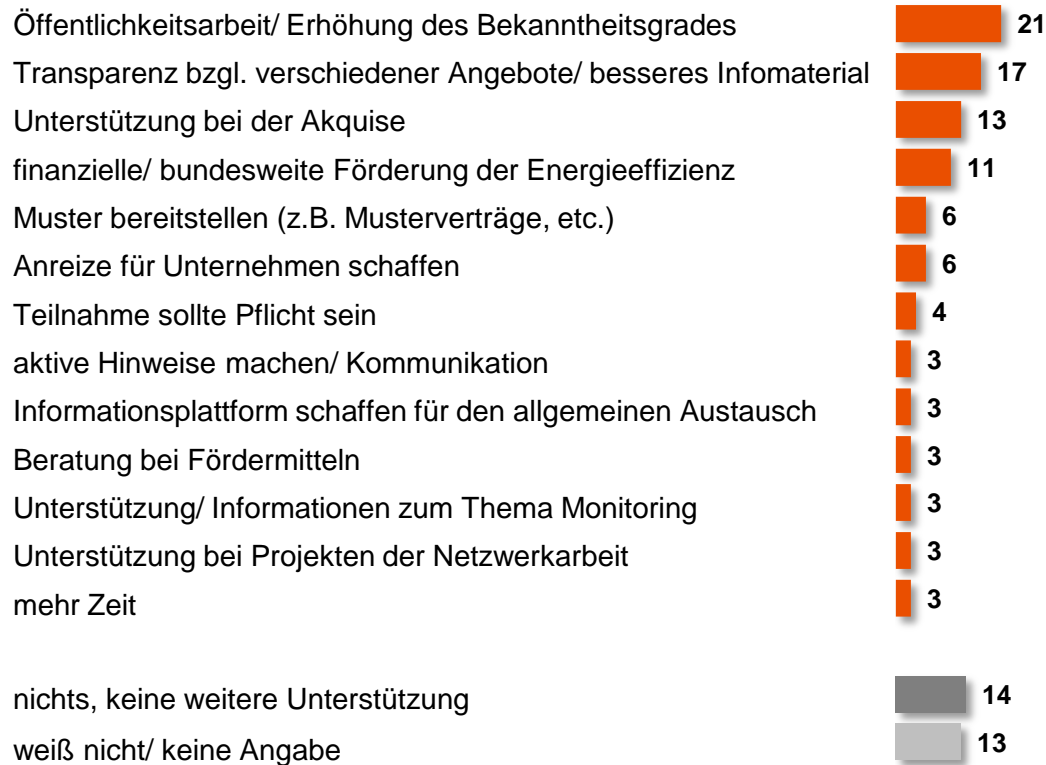 Öffentlichkeitsarbeit/ Erhöhung des Bekanntheitsgrades 21
Transparenz bzgl. verschiedener Angebote/ besseres Infomaterial 17
Unterstützung bei der Akquise 13
finanzielle/ bundesweite Förderung der Energieeffizienz 11
Muster bereitstellen (z.B. Musterverträge, etc.) 6
Anreize für Unternehmen schaffen 6
Teilnahme sollte Pflicht sein 4
aktive Hinweise machen/ Kommunikation 3
Informationsplattform schaffen für den allgemeinen Austausch 3
Beratung bei Fördermitteln 3
Unterstützung/ Informationen zum Thema Monitoring 3
Unterstützung bei Projekten der Netzwerkarbeit 3
mehr Zeit 3
nichts, keine weitere Unterstützung 14
weiß nicht/ keine Angabe 13